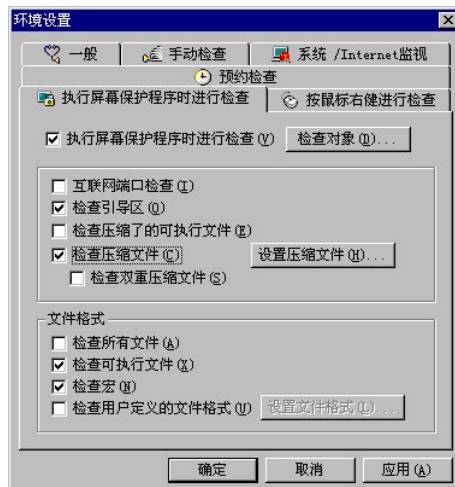 环境设置
一般
手动检查
系统 /Internet监视
预约检查
执行屏幕保护程序时进行检查
按鼠标右健进行检查
执行屏幕保护程序时进行检查(V)
检查对象(D)...
互联网端口检查(I)
检查引导区(O)
检查压缩了的可执行文件(E)
检查压缩文件(C)
设置压缩文件(H)...
检查双重压缩文件(S)
文件格式
检查所有文件(A)
检查可执行文件(X)
检查宏(N)
检查用户定义的文件格式(U)
设置文件格式(L)...
确定
取消
应用(A)